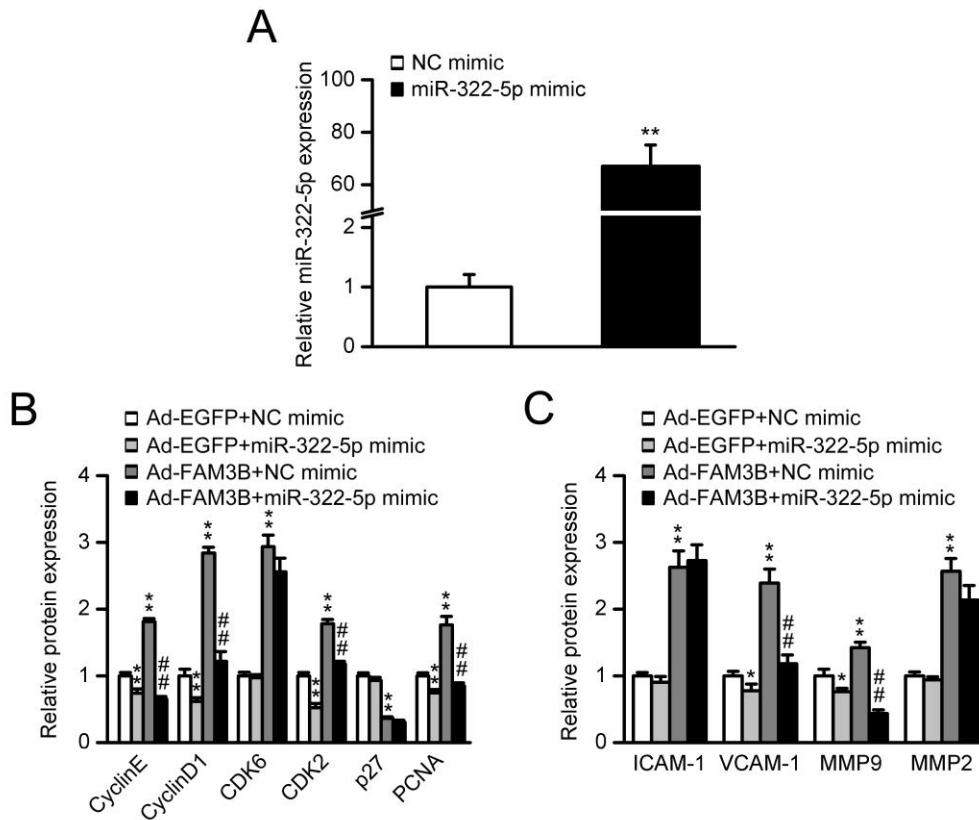 A
NC mimic
miR-322-5p mimic
Relative miR-322-5p expression
100
80
60
2
1
0
**
B
Ad-EGFP+NC mimic
Ad-EGFP+miR-322-5p mimic
Ad-FAM3B+NC mimic
Ad-FAM3B+miR-322-5p mimic
Relative protein expression
4
3
2
1
0
**
**
##
**
**
##
**
**
**
##
**
**
**
##
CyclinE
CyclinD1
CDK6
CDK2
p27
PCNA
C
Ad-EGFP+NC mimic
Ad-EGFP+miR-322-5p mimic
Ad-FAM3B+NC mimic
Ad-FAM3B+miR-322-5p mimic
Relative protein expression
4
3
2
1
0
**
*
**
##
*
**
##
**
ICAM-1
VCAM-1
MMP9
MMP2